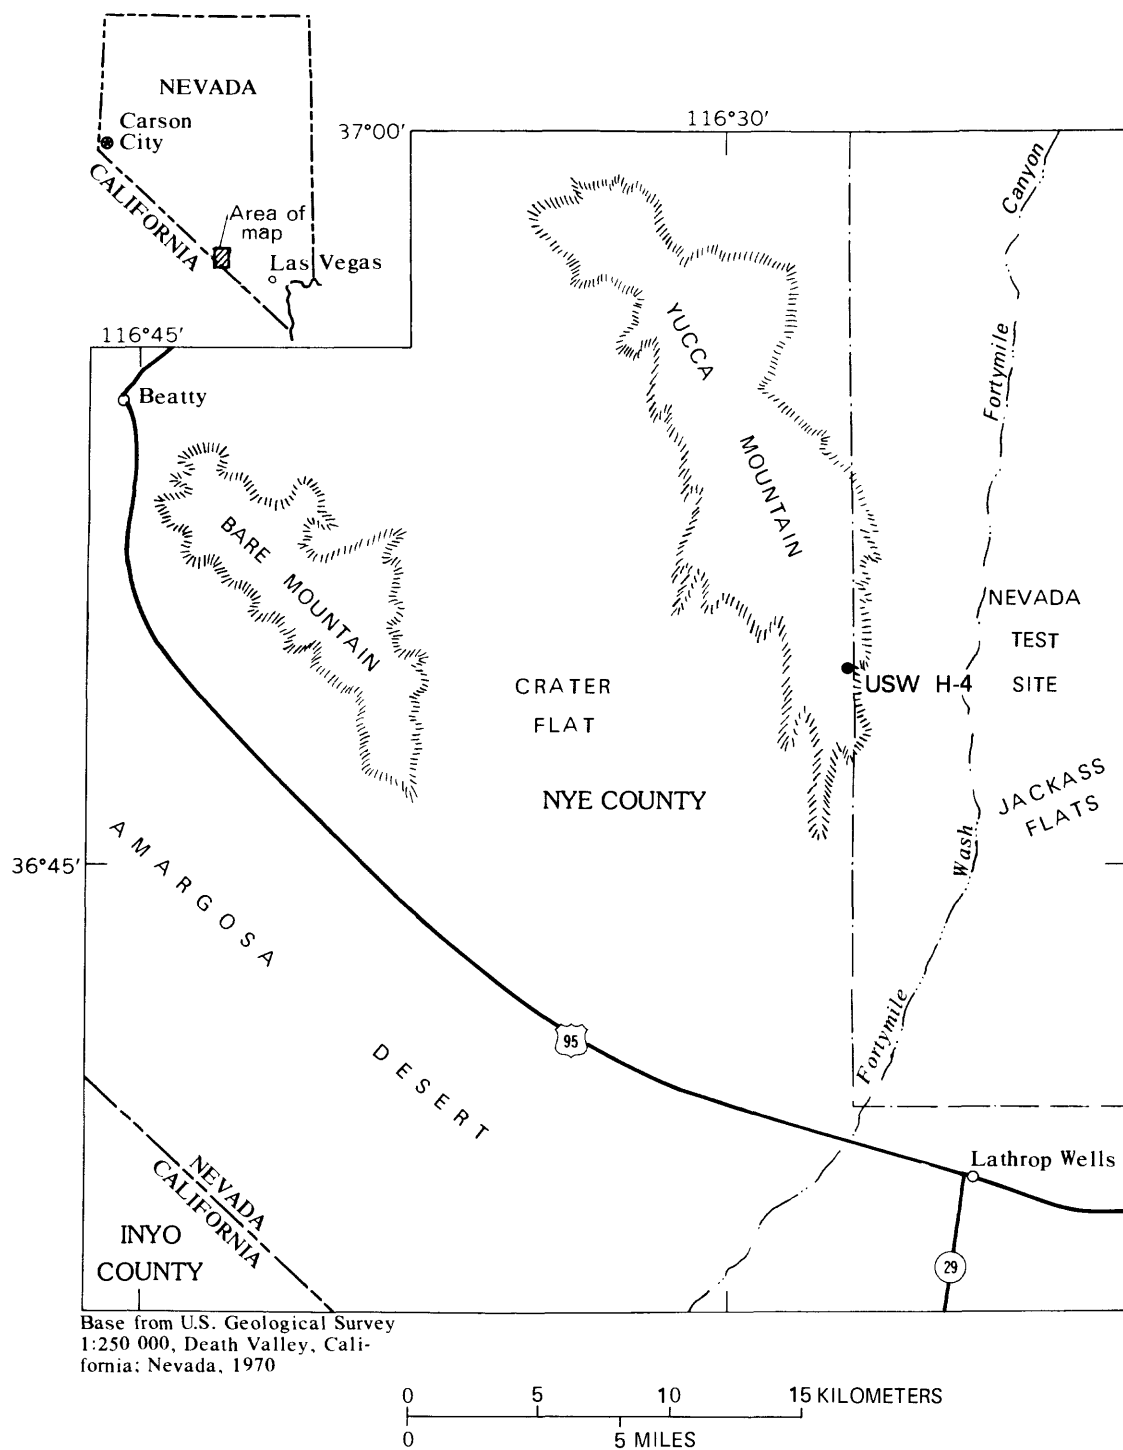 NEVADA
Carson
City
CALIFORNIA
Area of
map
Las Vegas
116°30'
37°00'
116°45'
Beatty
Canyon
Fortymile
YUCCA
MOUNTAIN
BARE MOUNTAIN
NEVADA
TEST
SITE
USW H-4
CRATER
FLAT
NYE COUNTY
JACKASS
FLATS
Wash
36°45'
AMARGOSA
DESERT
Fortymile
95
Lathrop Wells
NEVADA
CALIFORNIA
INYO
COUNTY
29
Base from U.S. Geological Survey
1:250 000, Death Valley, Cali-
fornia; Nevada, 1970
0 5 10 15 KILOMETERS
0 5 MILES